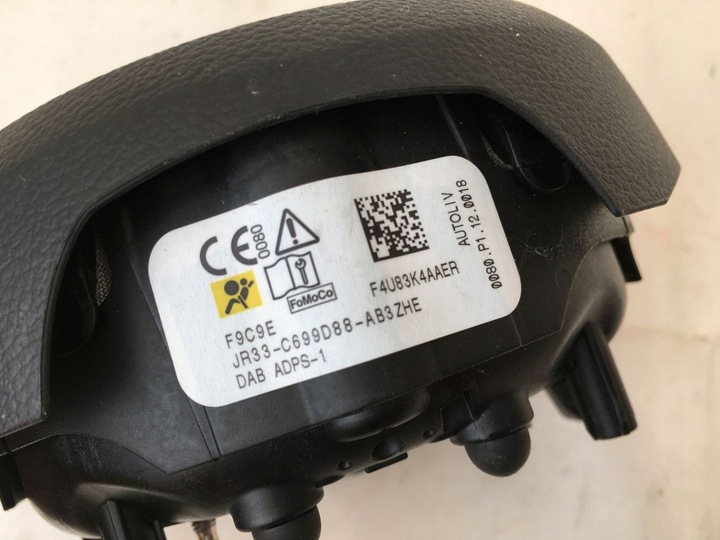 CE 0080
FoMoCo
F4U83K4AAER
AUTOLIV
0080.P1.12.0018
F9C9E
JR33-C699D88-AB3ZHE
DAB ADPS-1